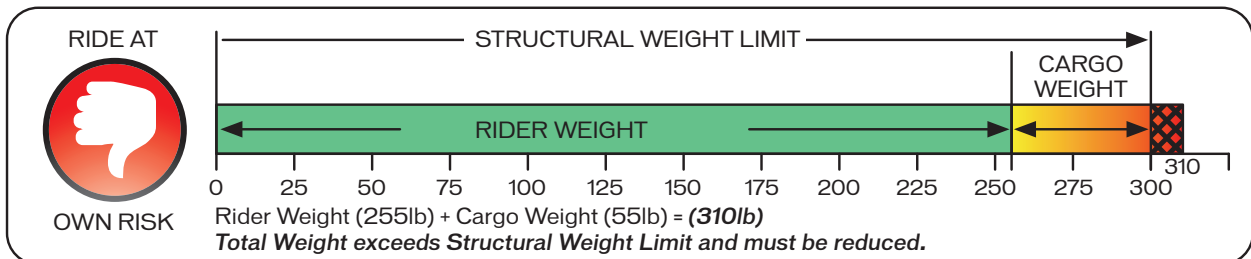 RIDE AT
OWN RISK
STRUCTURAL WEIGHT LIMIT
CARGO
WEIGHT
RIDER WEIGHT
0 25 50 75 100 125 150 175 200 225 250 275 300 310
Rider Weight (255lb) + Cargo Weight (55lb) = (310lb)
Total Weight exceeds Structural Weight Limit and must be reduced.